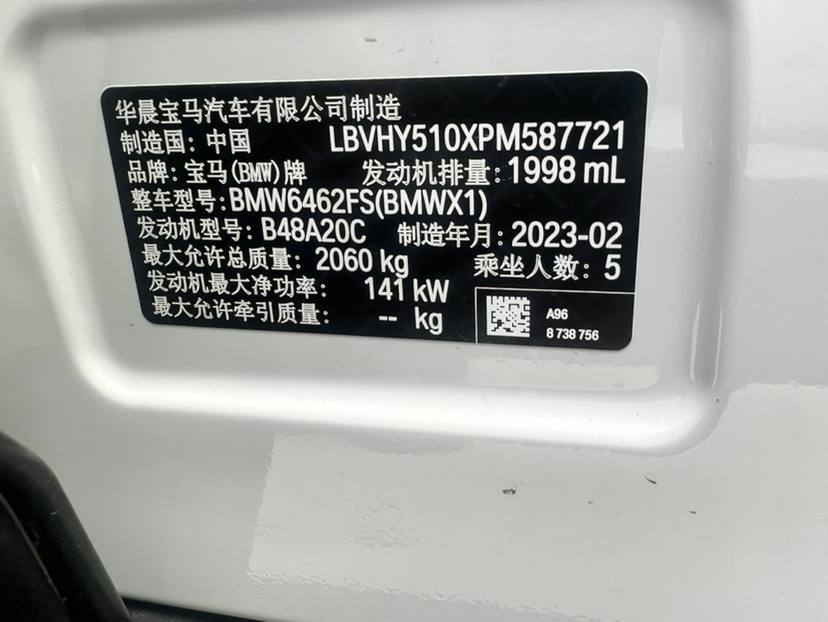 华晨宝马汽车有限公司制造
制造国: 中国 LBVHY510XPM587721
品牌: 宝马(BMW)牌 发动机排量: 1998 mL
整车型号: BMW6462FS(BMWX1)
发动机型号: B48A20C 制造年月: 2023-02
最大允许总质量: 2060 kg 乘坐人数: 5
发动机最大净功率: 141 kW
最大允许牵引质量: -- kg
A96
8 738 756